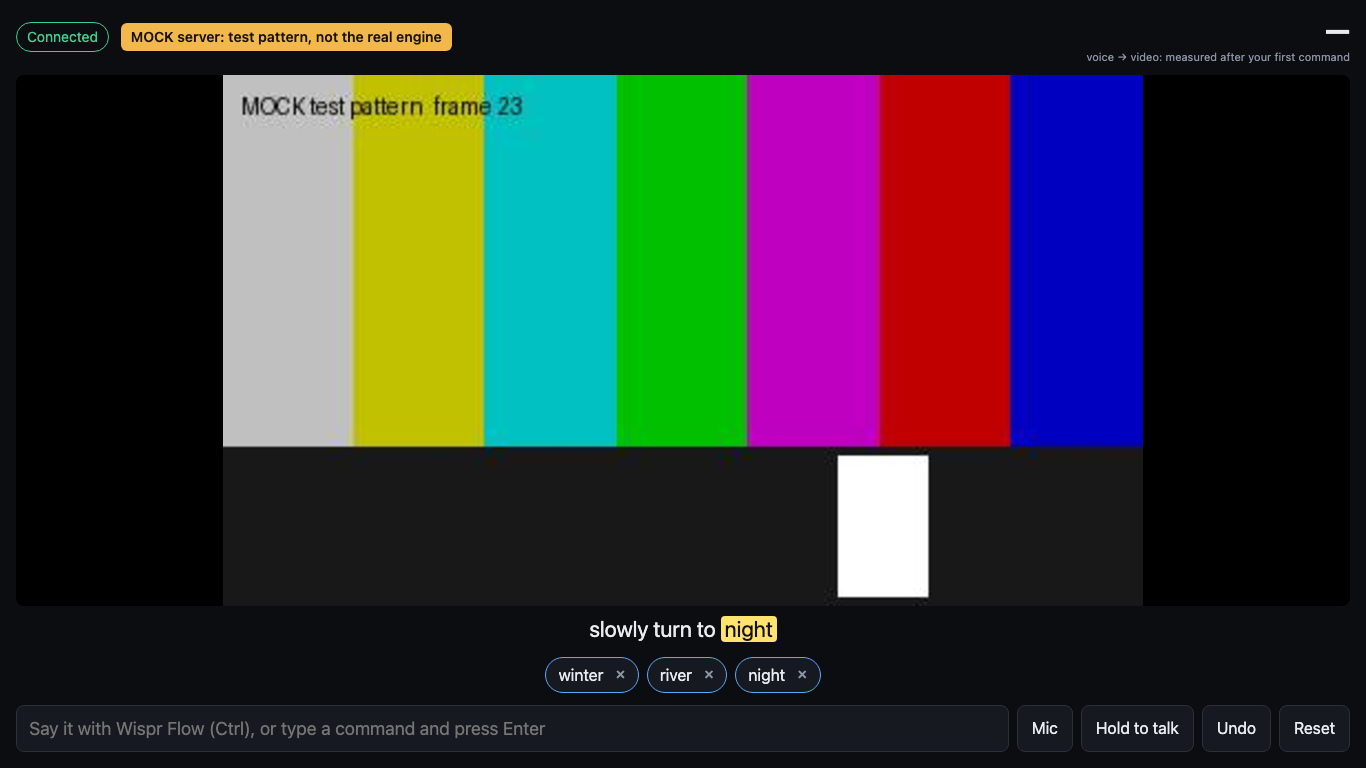 Connected
MOCK server: test pattern, not the real engine
—
voice → video: measured after your first command
MOCK test pattern frame 23
slowly turn to night
winter ×
river ×
night ×
Say it with Wispr Flow (Ctrl), or type a command and press Enter
Mic
Hold to talk
Undo
Reset